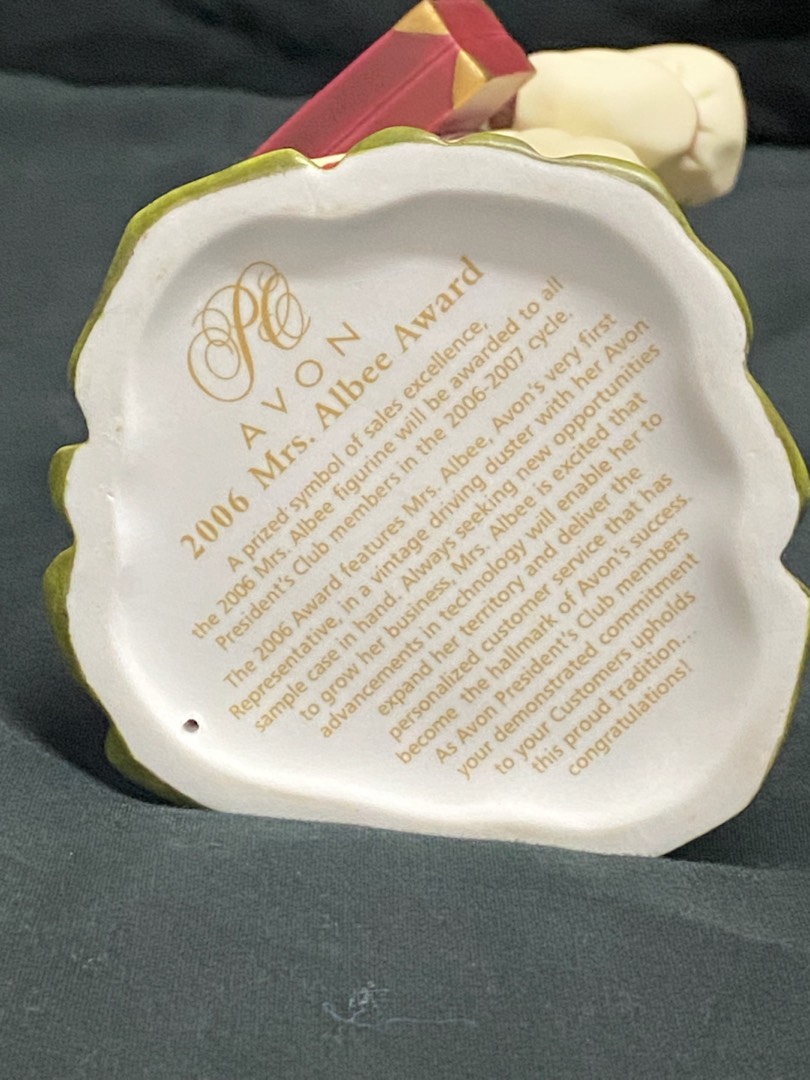 PC
AVON
2006 Mrs. Albee Award
A prized symbol of sales excellence,
the 2006 Mrs. Albee figurine will be awarded to all
President's Club members in the 2006-2007 cycle.
The 2006 Award features Mrs. Albee, Avon's very first
Representative, in a vintage driving duster with her Avon
sample case in hand. Always seeking new opportunities
to grow her business, Mrs. Albee is excited that
advancements in technology will enable her to
expand her territory and deliver the
personalized customer service that has
become the hallmark of Avon's success.
As Avon President's Club members
your demonstrated commitment
to your Customers upholds
this proud tradition...
congratulations!